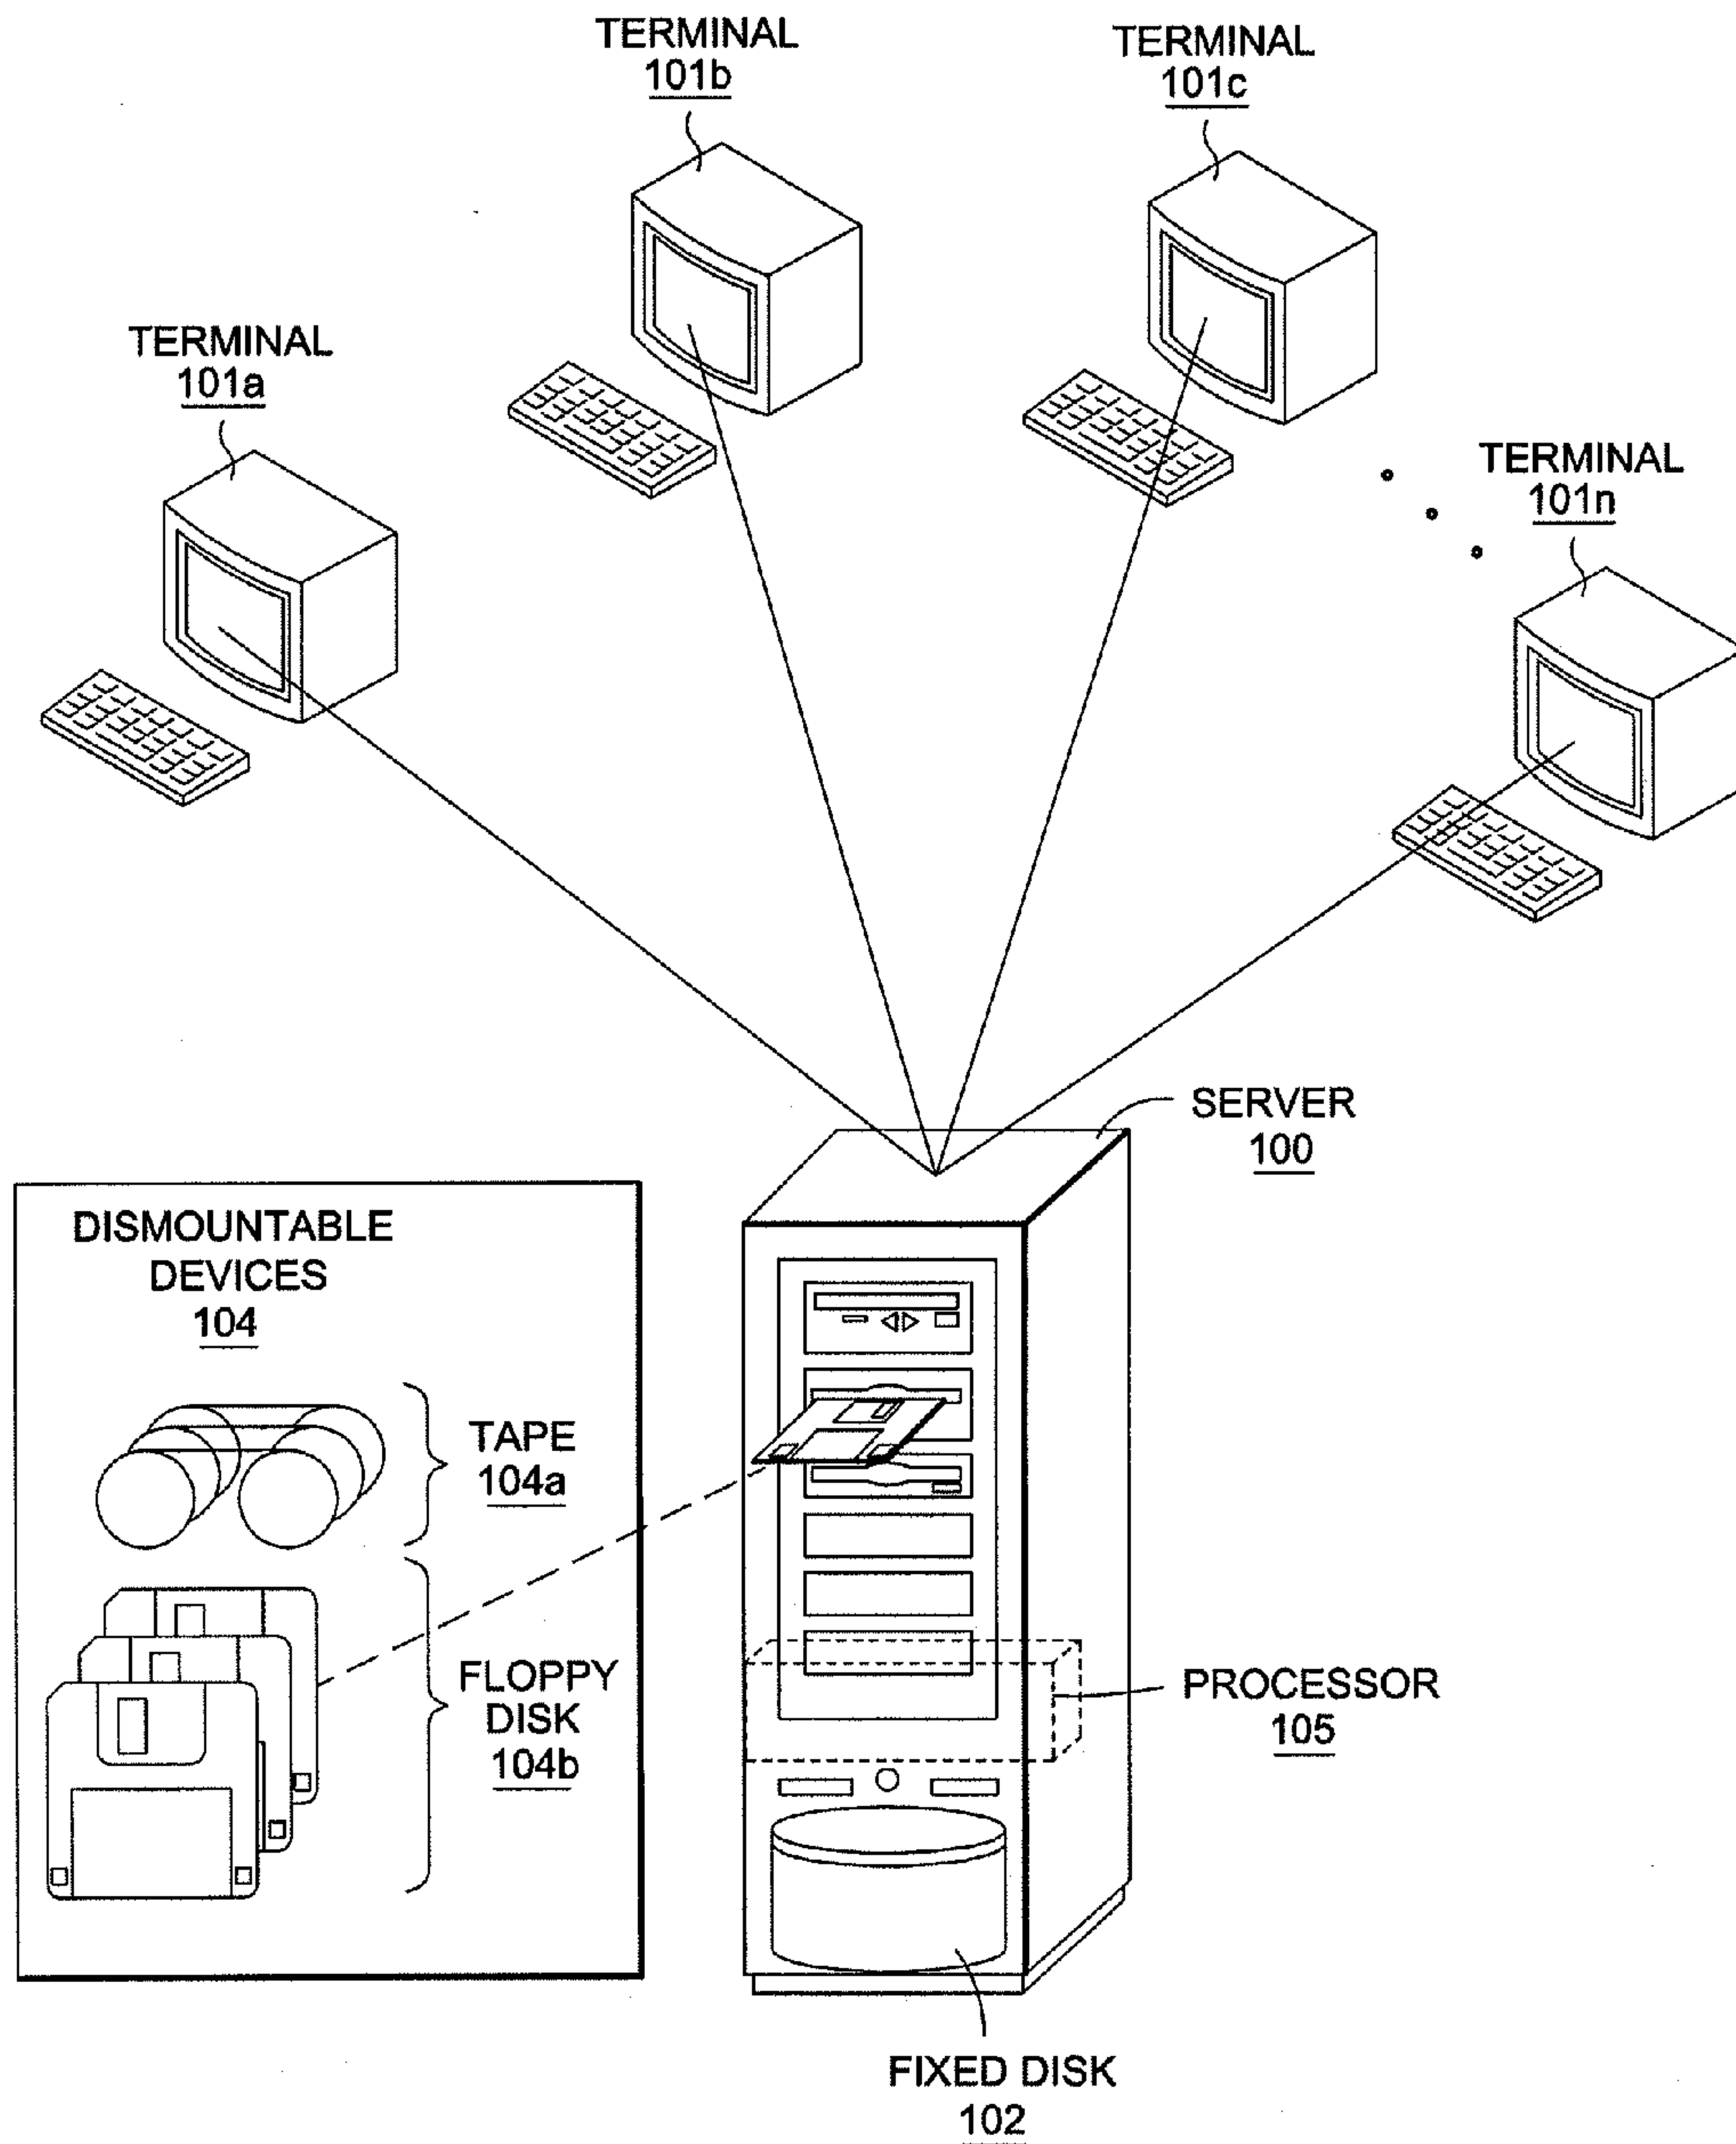 TERMINAL
101b
TERMINAL
101c
TERMINAL
101a
TERMINAL
101n
SERVER
100
DISMOUNTABLE
DEVICES
104
TAPE
104a
FLOPPY
DISK
104b
PROCESSOR
105
FIXED DISK
102